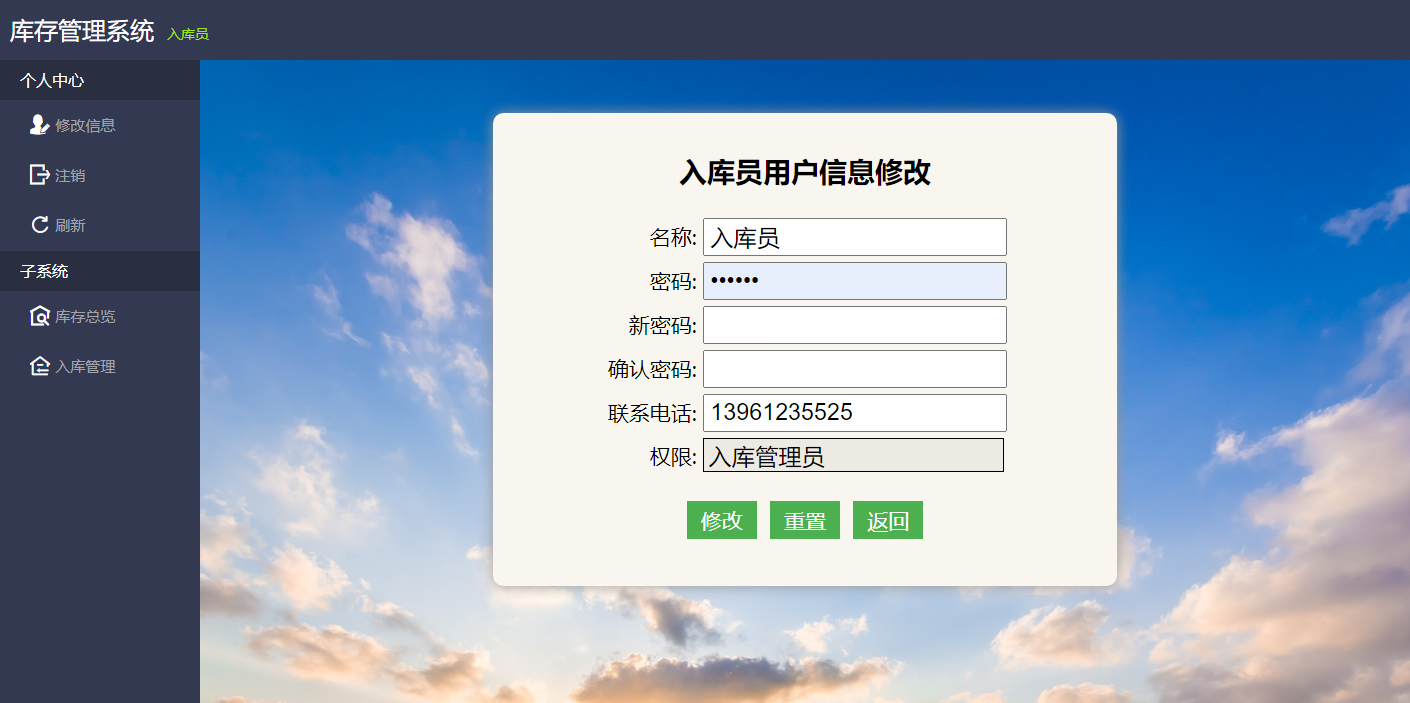 库存管理系统 入库员
个人中心
修改信息
注销
刷新
子系统
库存总览
入库管理
入库员用户信息修改
名称: 入库员
密码: ••••••
新密码:
确认密码:
联系电话: 13961235525
权限: 入库管理员
修改 重置 返回